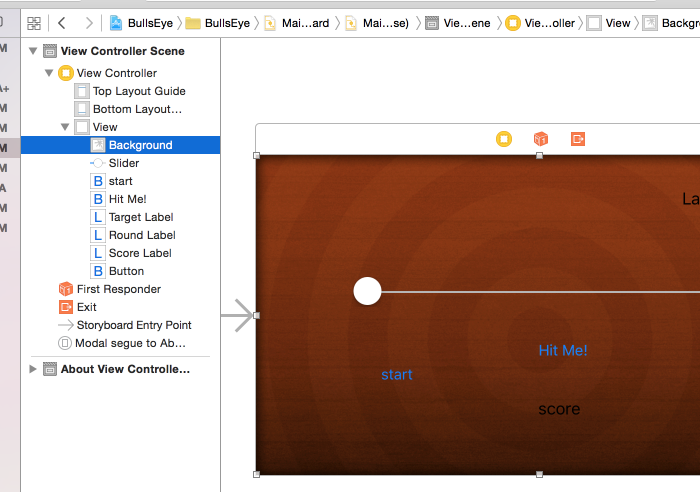 BullsEye BullsEye Mai...ard Mai...se) Vie...ene Vie...oller View Backgro
M
View Controller Scene
View Controller
A+
Top Layout Guide
M
Bottom Layout...
M
View
M
Background
M
Slider
A
start
M
Hit Me!
M
Target Label
Round Label
Score Label
Button
First Responder
Exit
Storyboard Entry Point
Modal segue to Ab...
About View Controlle...
La
Hit Me!
start
score